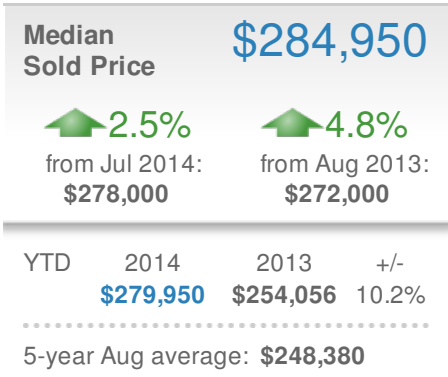 Median $284,950
Sold Price
2.5% 4.8%
from Jul 2014: from Aug 2013:
$278,000 $272,000
YTD 2014 2013 +/-
$279,950 $254,056 10.2%
5-year Aug average: $248,380